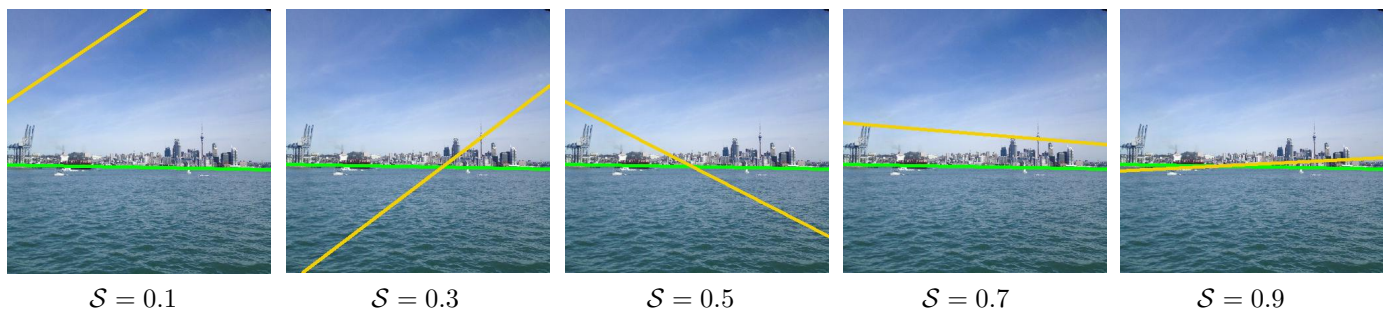 𝒮 = 0.1
𝒮 = 0.3
𝒮 = 0.5
𝒮 = 0.7
𝒮 = 0.9